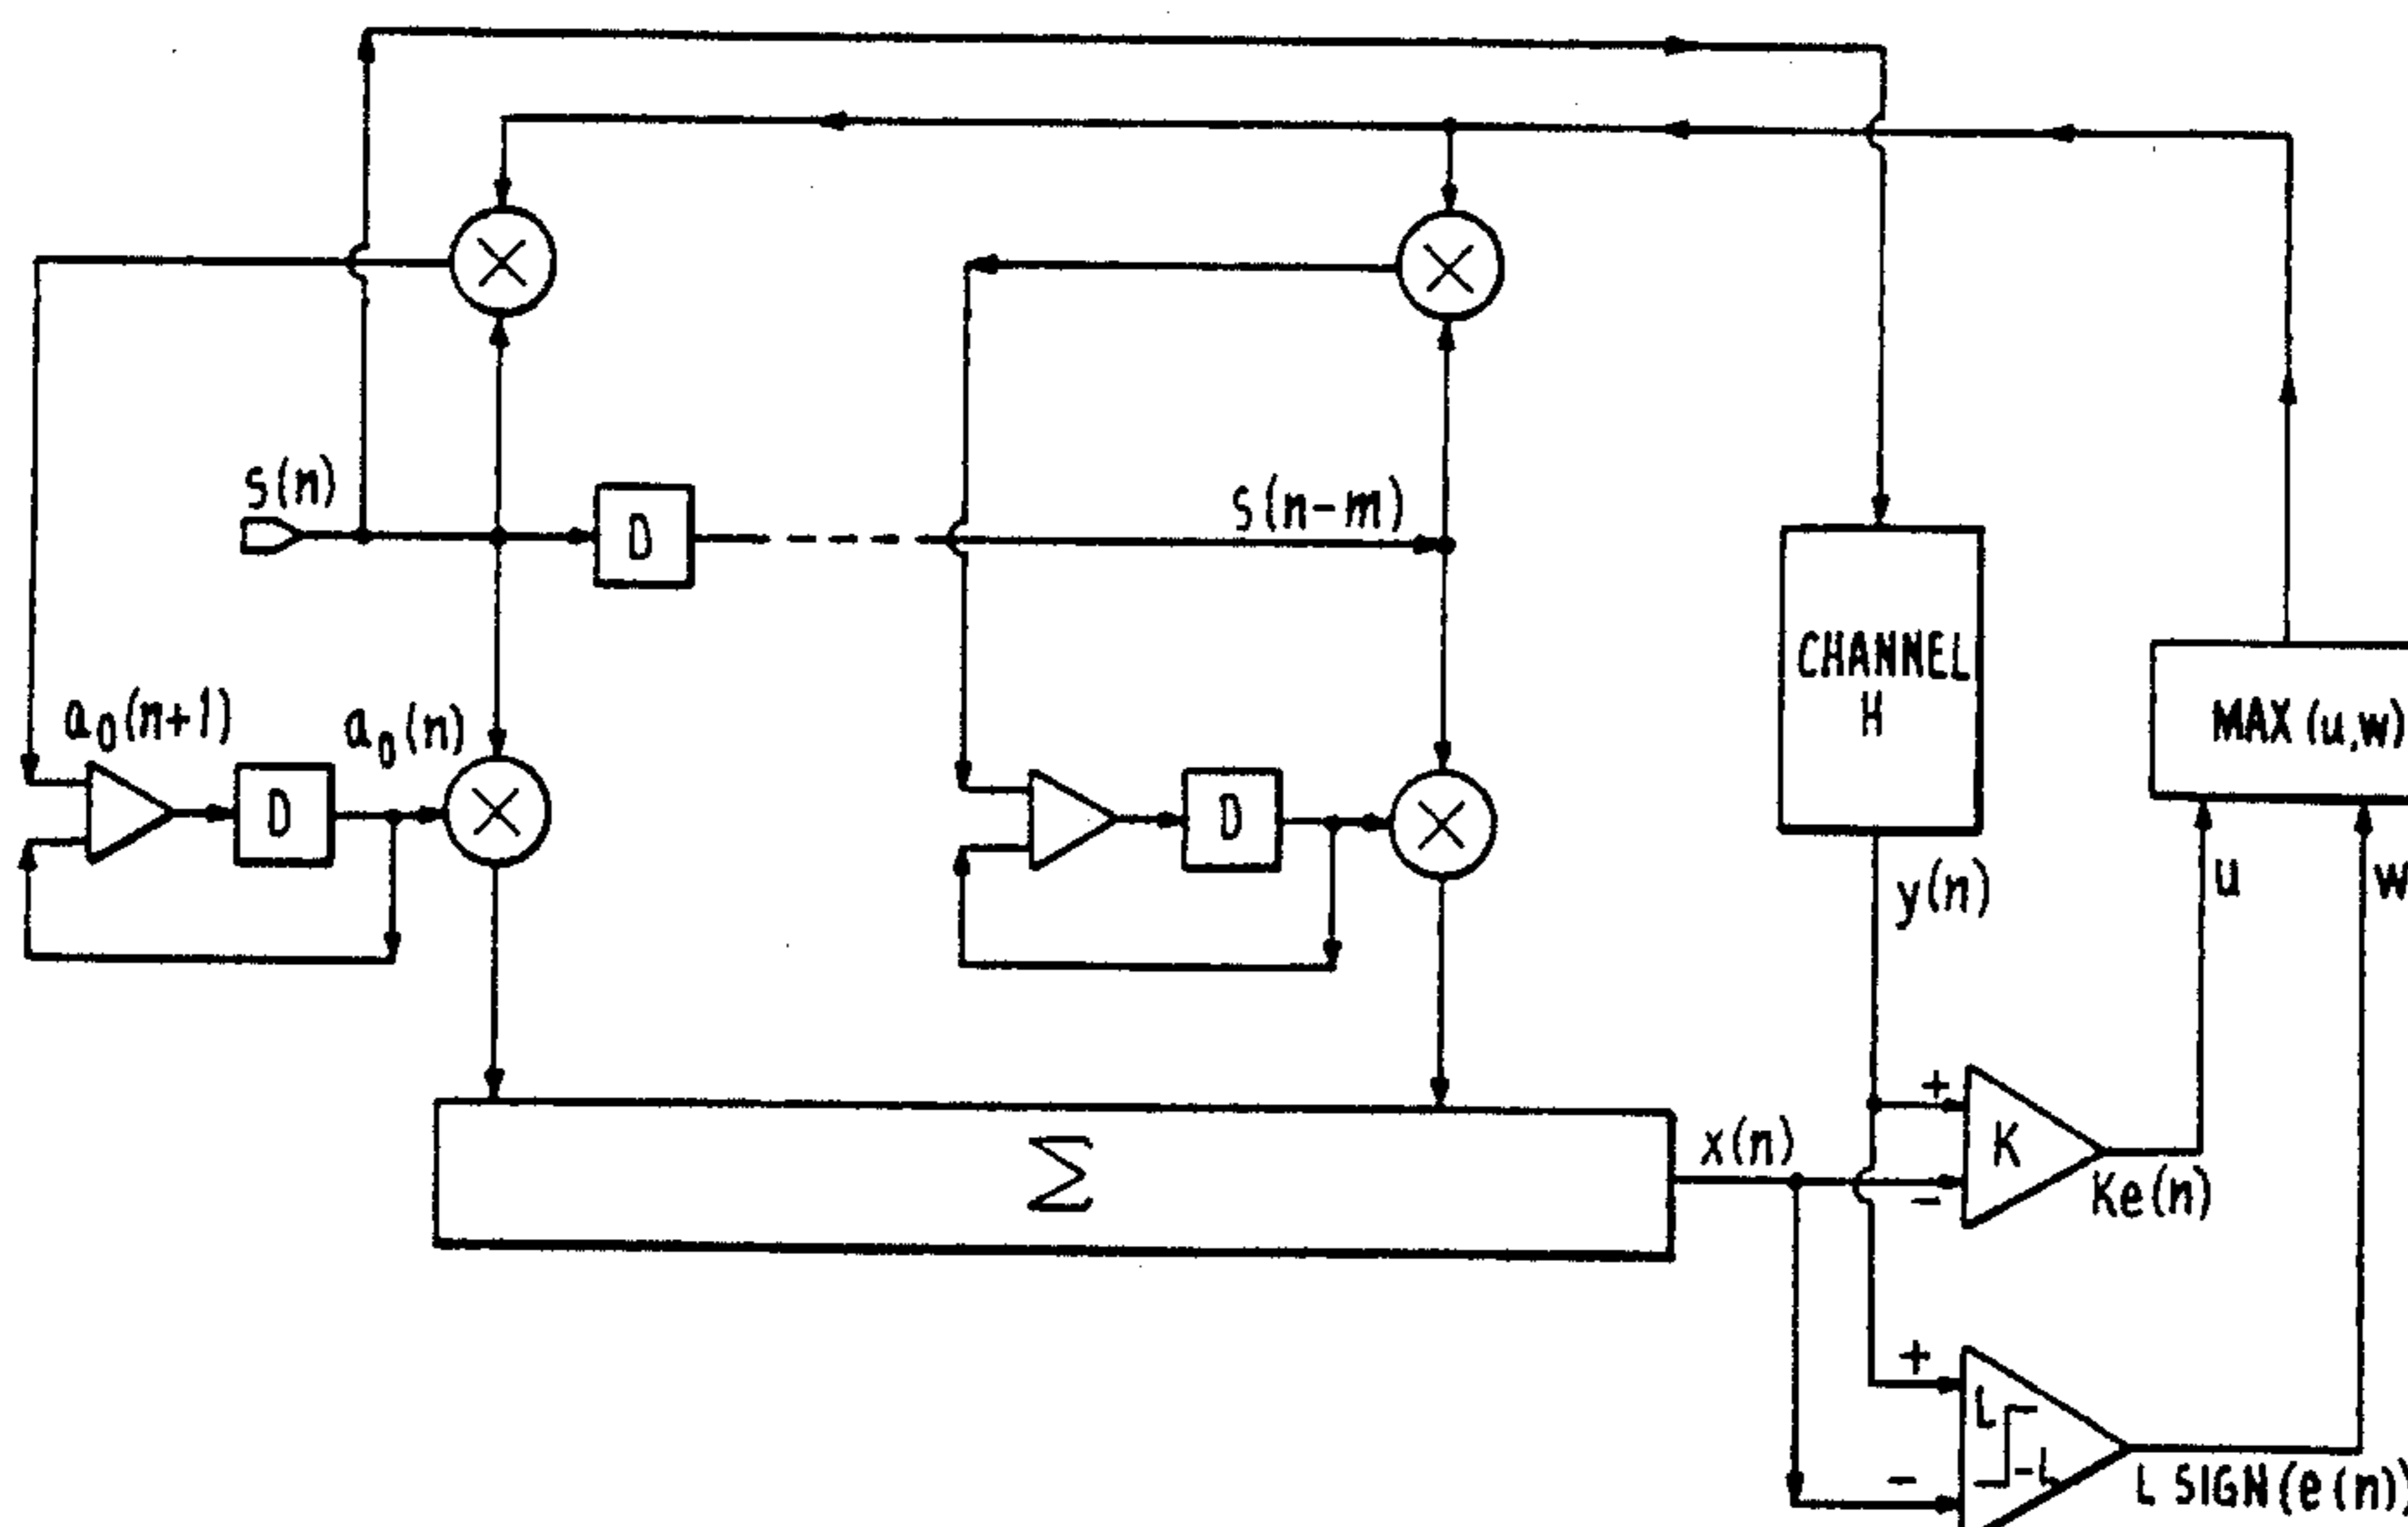 s(n)
D
s(n-m)
CHANNEL
H
MAX (u,w)
a₀(n+1)
a₀(n)
D
D
y(n)
u
w
Σ
x(n)
+
-
K
Ke(n)
+
-
L
-L
L SIGN(e(n))